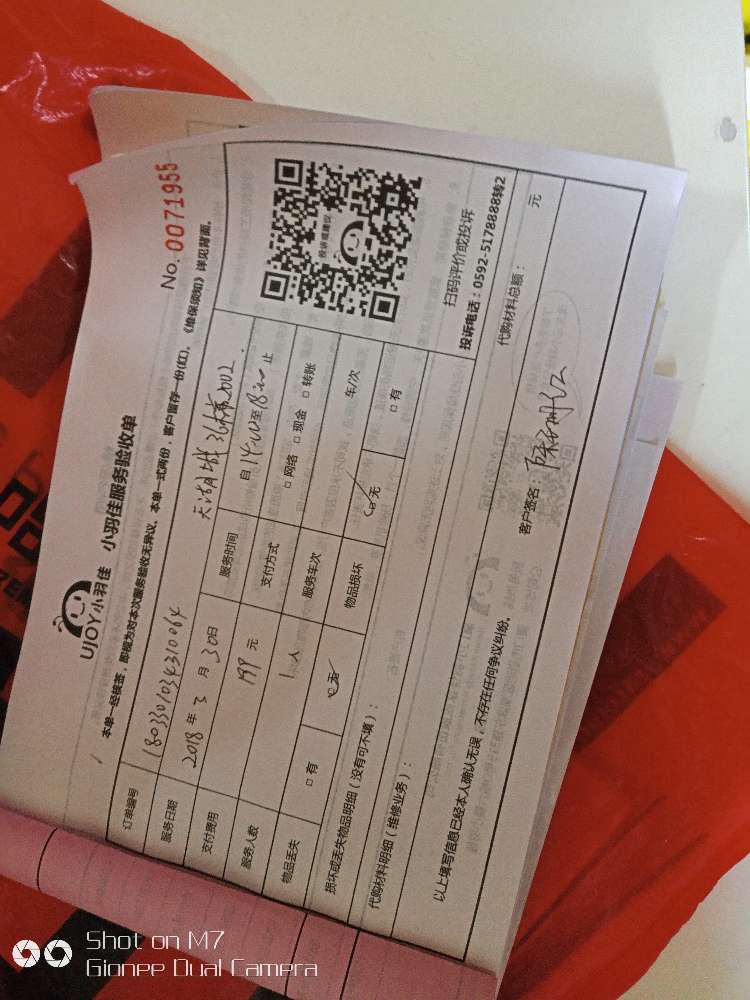 UJOY小羽佳 小羽佳服务验收单
No. 0071955
本单一经核签，即视为对本次服务验收无异议，本单一式两份，客户留存一份(红)，《维保须知》详见背面。
订单编号 1803301034310064
服务日期 2018年3月30日 服务时间 自14:00至18:00止
支付费用 199元 支付方式 □网络 □现金 □转账
服务人数 1人 服务车次 车/次
物品丢失 □有 □无 物品损坏 □无 □有
投诉或建议
扫码评价或投诉
投诉电话：0592-5178888转2
损坏或丢失物品明细（没有可不填）：
代购材料明细（维修业务）： 代购材料总额： 元
以上填写信息已经本人确认无误，不存在任何争议纠纷。
客户签名：
Shot on M7
Gionee Dual Camera